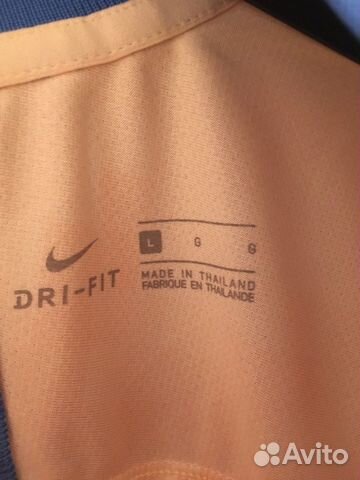 L G G
DRI-FIT
MADE IN THAILAND
FABRIQUE EN THAILANDE
Avito